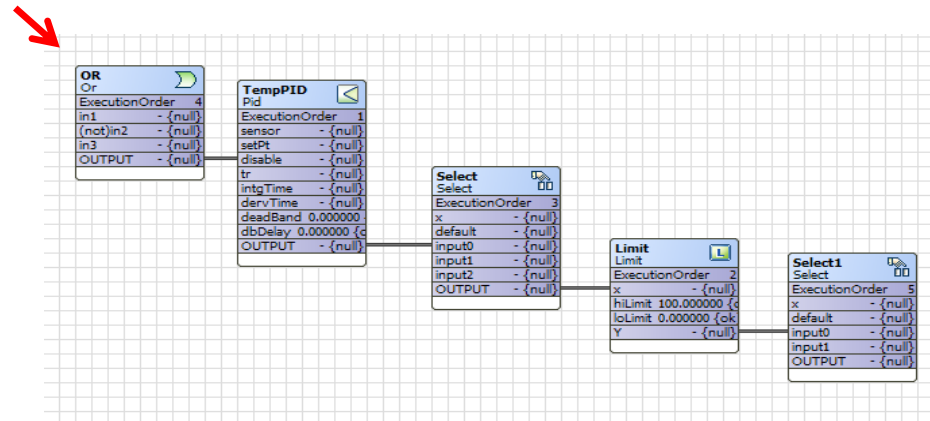 OR
Or
ExecutionOrder 4
in1 - {null}
(not)in2 - {null}
in3 - {null}
OUTPUT - {null}
TempPID
Pid
ExecutionOrder 1
sensor - {null}
setPt - {null}
disable - {null}
tr - {null}
intgTime - {null}
dervTime - {null}
deadBand 0.000000
dbDelay 0.000000 {o
OUTPUT - {null}
Select
Select
ExecutionOrder 3
x - {null}
default - {null}
input0 - {null}
input1 - {null}
input2 - {null}
OUTPUT - {null}
Limit
L
Limit
ExecutionOrder 2
x - {null}
hiLimit 100.000000 {o
loLimit 0.000000 {ok
Y - {null}
Select1
Select
ExecutionOrder 5
x - {null}
default - {null}
input0 - {null}
input1 - {null}
OUTPUT - {null}